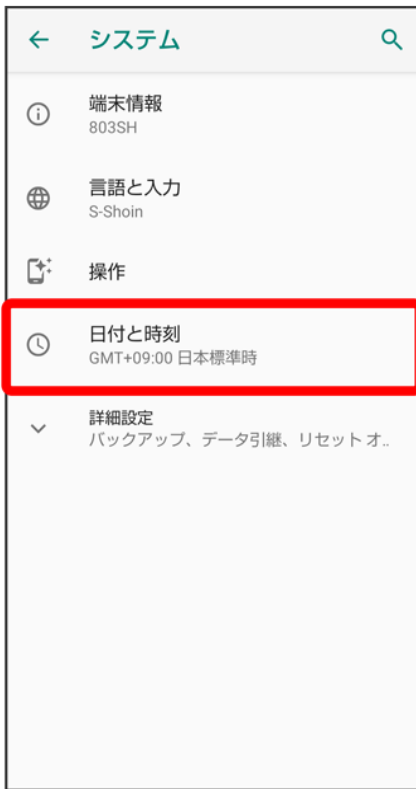 システム
端末情報
803SH
言語と入力
S-Shoin
操作
日付と時刻
GMT+09:00 日本標準時
詳細設定
バックアップ、データ引継、リセット オ..